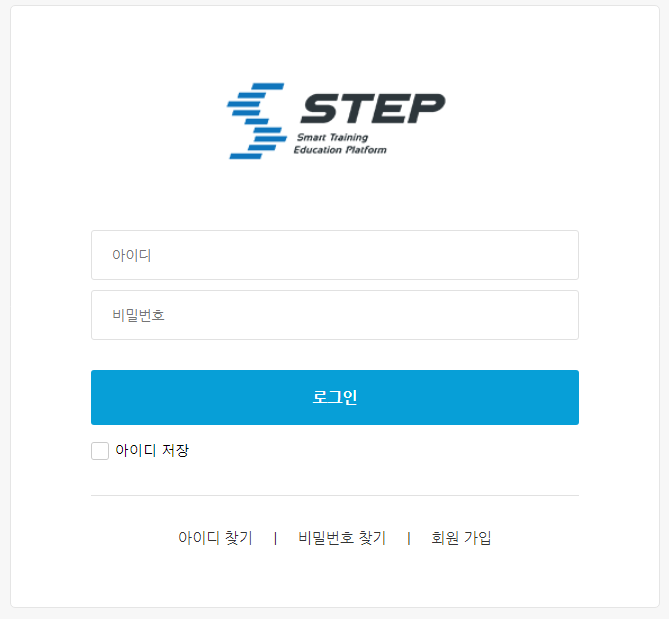 STEP
Smart Training
Education Platform
아이디
비밀번호
로그인
아이디 저장
아이디 찾기 | 비밀번호 찾기 | 회원 가입